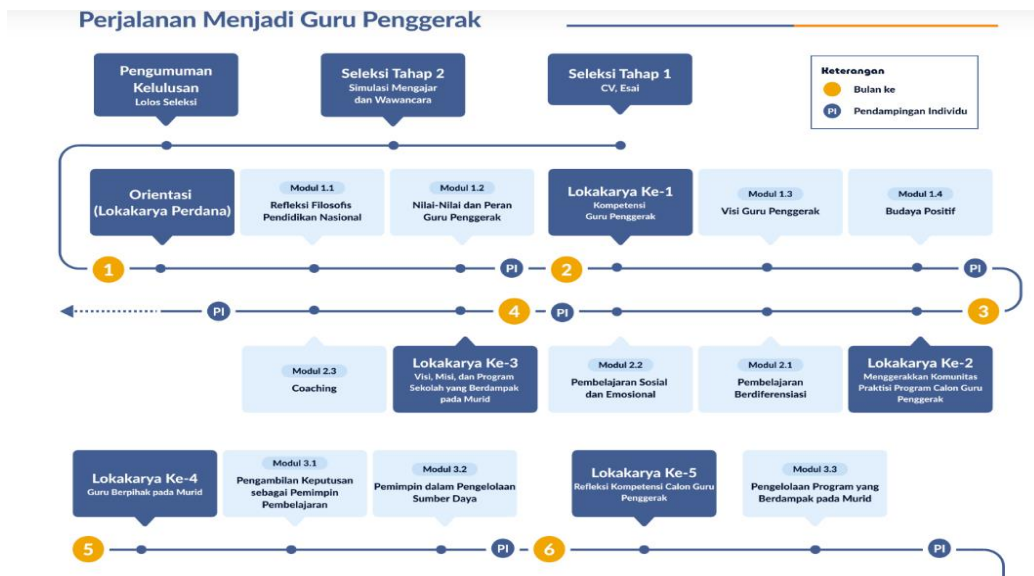 Perjalanan Menjadi Guru Penggerak
Pengumuman
Kelulusan
Lolos Seleksi
Seleksi Tahap 2
Simulasi Mengajar
dan Wawancara
Seleksi Tahap 1
CV, Esai
Keterangan
Bulan ke
PI Pendampingan Individu
Orientasi
(Lokakarya Perdana)
Modul 1.1
Refleksi Filosofis
Pendidikan Nasional
Modul 1.2
Nilai-Nilai dan Peran
Guru Penggerak
Lokakarya Ke-1
Kompetensi
Guru Penggerak
Modul 1.3
Visi Guru Penggerak
Modul 1.4
Budaya Positif
1 PI 2 PI
PI 4 PI 3
Modul 2.3
Coaching
Lokakarya Ke-3
Visi, Misi, dan Program
Sekolah yang Berdampak
pada Murid
Modul 2.2
Pembelajaran Sosial
dan Emosional
Modul 2.1
Pembelajaran
Berdiferensiasi
Lokakarya Ke-2
Menggerakkan Komunitas
Praktisi Program Calon Guru
Penggerak
Lokakarya Ke-4
Guru Berpihak pada Murid
Modul 3.1
Pengambilan Keputusan
sebagai Pemimpin
Pembelajaran
Modul 3.2
Pemimpin dalam Pengelolaan
Sumber Daya
Lokakarya Ke-5
Refleksi Kompetensi Calon Guru
Penggerak
Modul 3.3
Pengelolaan Program yang
Berdampak pada Murid
5 PI 6 PI